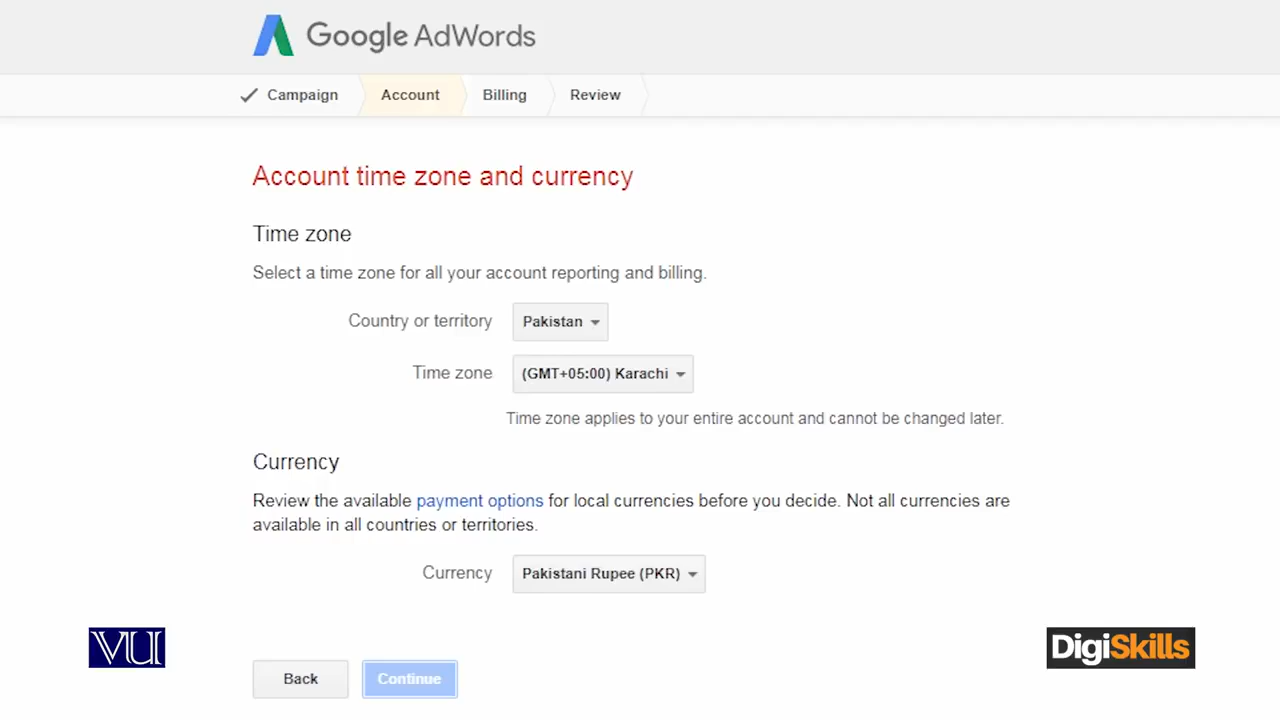 Google AdWords
Campaign
Account
Billing
Review
Account time zone and currency
Time zone
Select a time zone for all your account reporting and billing.
Country or territory
Pakistan
Time zone
(GMT+05:00) Karachi
Time zone applies to your entire account and cannot be changed later.
Currency
Review the available payment options for local currencies before you decide. Not all currencies are
available in all countries or territories.
Currency
Pakistani Rupee (PKR)
VU
DigiSkills
Back
Continue